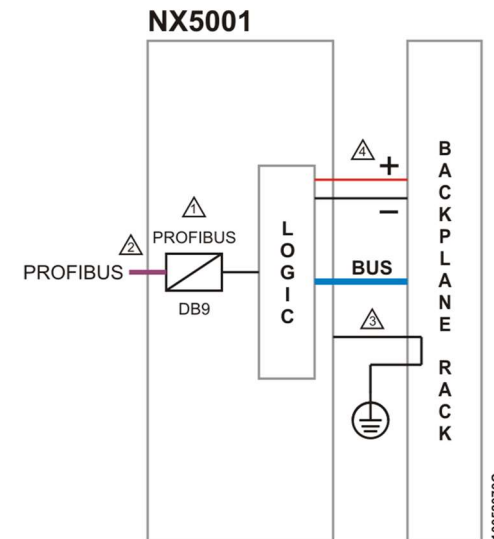 NX5001
4
+
BACKPLANE RACK
1
PROFIBUS
2
PROFIBUS
LOGIC
−
BUS
DB9
3